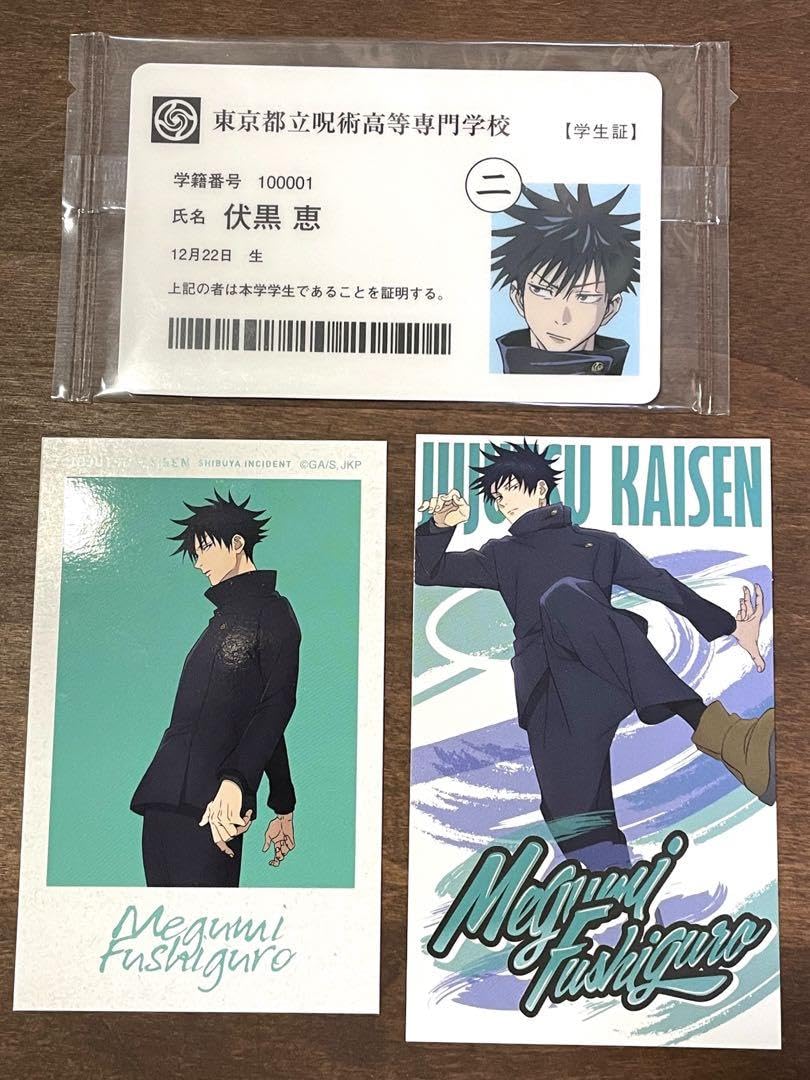 東京都立呪術高等専門学校 【学生証】
学籍番号 100001
二
氏名 伏黒 恵
12月22日 生
上記の者は本学学生であることを証明する。
SHIBUYA INCIDENT ©GA/S, JKP
Megumi
Fushiguro
KAISEN
Megumi
Fushiguro